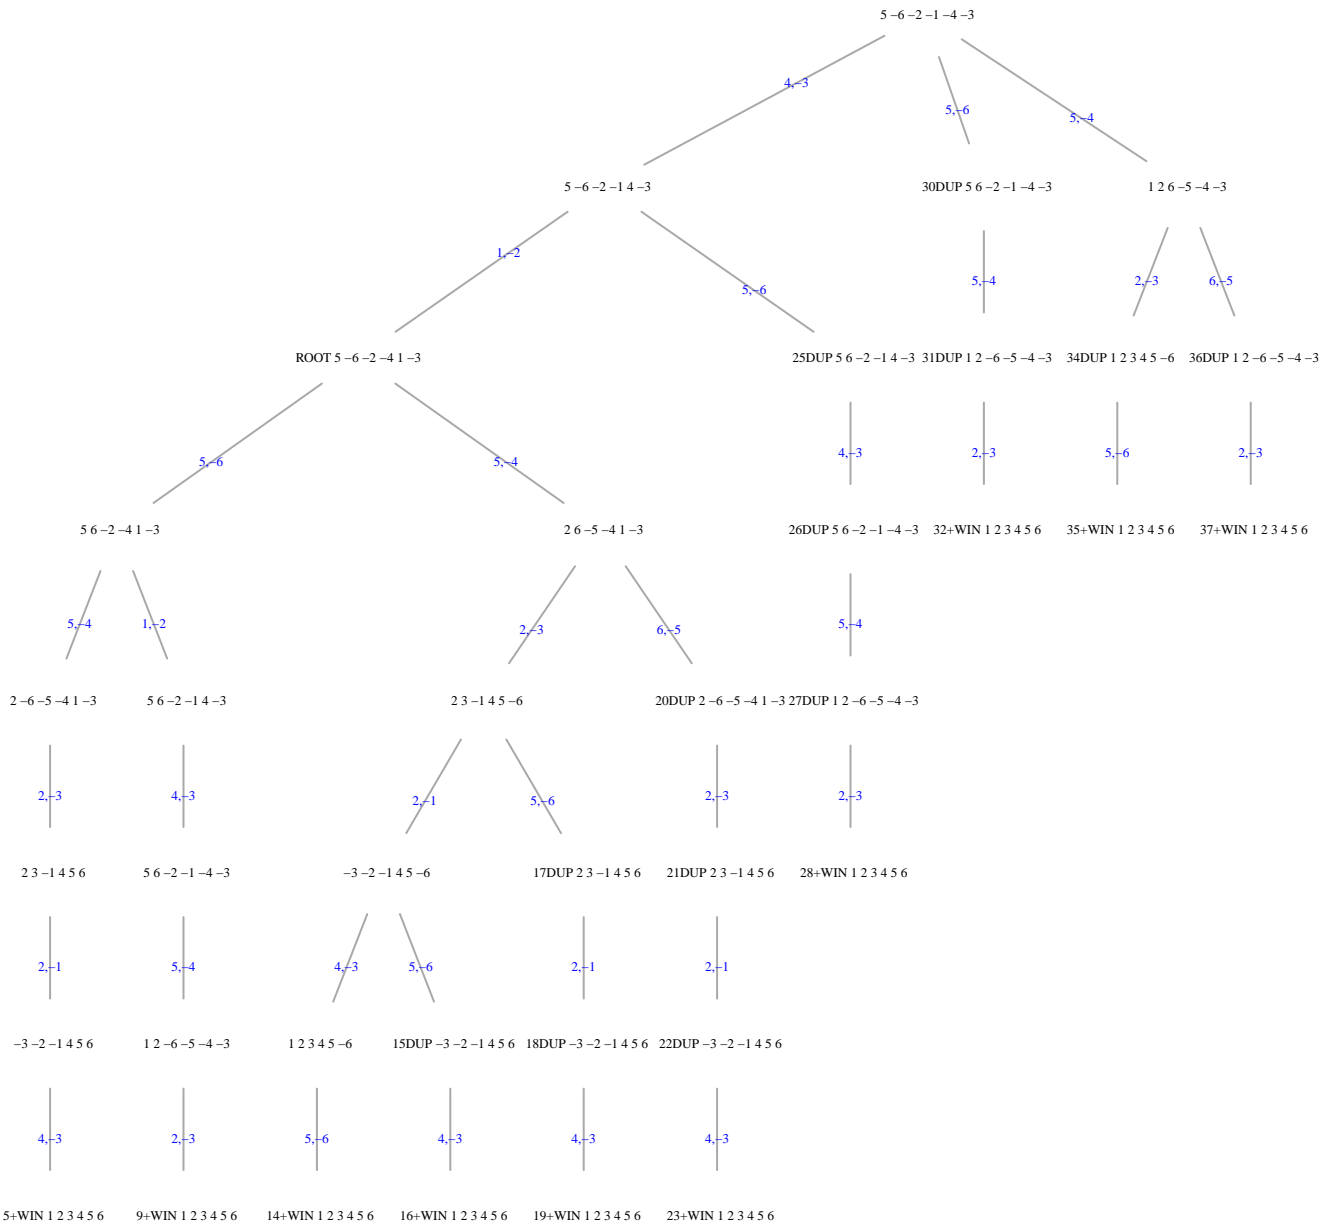 5 −6 −2 −1 −4 −3
4,−3
5,−6
5,−4
5 −6 −2 −1 4 −3
30DUP 5 6 −2 −1 −4 −3
1 2 6 −5 −4 −3
1,−2
5,−6
5,−4
2,−3
6,−5
ROOT 5 −6 −2 −4 1 −3
25DUP 5 6 −2 −1 4 −3
31DUP 1 2 −6 −5 −4 −3
34DUP 1 2 3 4 5 −6
36DUP 1 2 −6 −5 −4 −3
5,−6
5,−4
4,−3
2,−3
5,−6
2,−3
5 6 −2 −4 1 −3
2 6 −5 −4 1 −3
26DUP 5 6 −2 −1 −4 −3
32+WIN 1 2 3 4 5 6
35+WIN 1 2 3 4 5 6
37+WIN 1 2 3 4 5 6
5,−4
1,−2
2,−3
6,−5
5,−4
2 −6 −5 −4 1 −3
5 6 −2 −1 4 −3
2 3 −1 4 5 −6
20DUP 2 −6 −5 −4 1 −3
27DUP 1 2 −6 −5 −4 −3
2,−3
4,−3
2,−1
5,−6
2,−3
2,−3
2 3 −1 4 5 6
5 6 −2 −1 −4 −3
−3 −2 −1 4 5 −6
17DUP 2 3 −1 4 5 6
21DUP 2 3 −1 4 5 6
28+WIN 1 2 3 4 5 6
2,−1
5,−4
4,−3
5,−6
2,−1
2,−1
−3 −2 −1 4 5 6
1 2 −6 −5 −4 −3
1 2 3 4 5 −6
15DUP −3 −2 −1 4 5 6
18DUP −3 −2 −1 4 5 6
22DUP −3 −2 −1 4 5 6
4,−3
2,−3
5,−6
4,−3
4,−3
4,−3
5+WIN 1 2 3 4 5 6
9+WIN 1 2 3 4 5 6
14+WIN 1 2 3 4 5 6
16+WIN 1 2 3 4 5 6
19+WIN 1 2 3 4 5 6
23+WIN 1 2 3 4 5 6